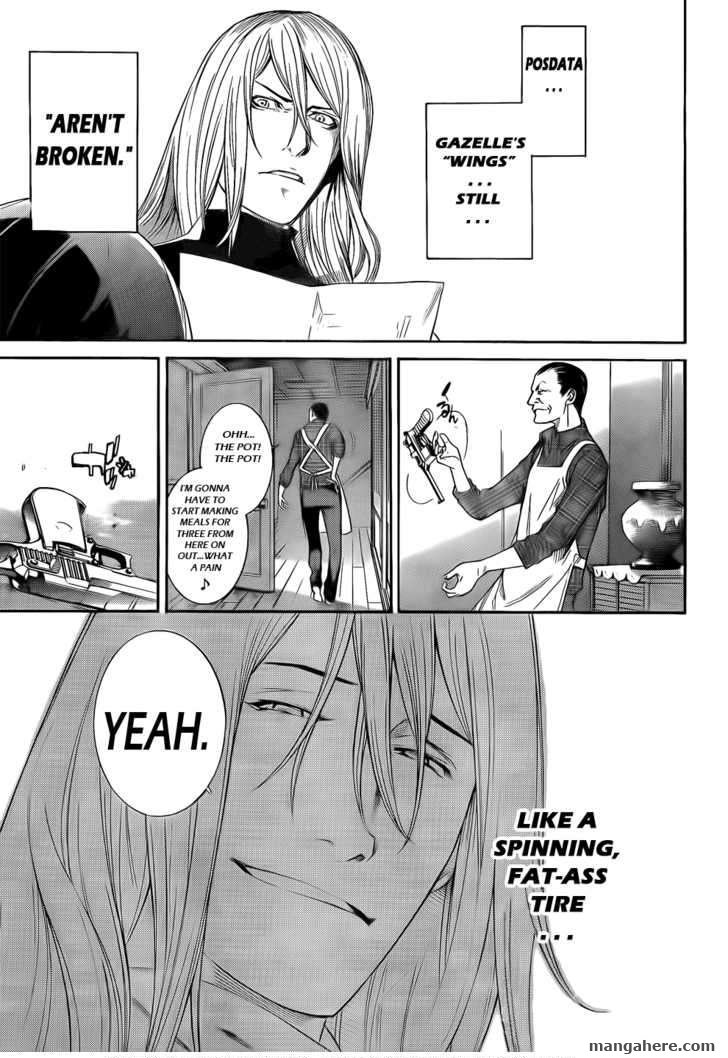 POSDATA
...
GAZELLE'S
"WINGS"
...
STILL
...
"AREN'T
BROKEN."
OHH...
THE POT!
THE POT!
I'M GONNA
HAVE TO
START MAKING
MEALS FOR
THREE FROM
HERE ON
OUT...WHAT
A PAIN
♪
LIKE A
SPINNING,
FAT-ASS
TIRE
...
YEAH.
mangahere.com